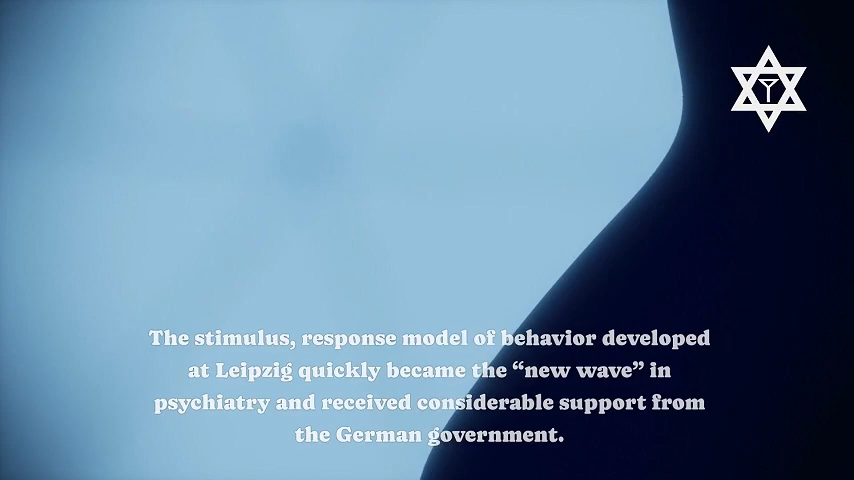 The stimulus, response model of behavior developed
at Leipzig quickly became the “new wave” in
psychiatry and received considerable support from
the German government.